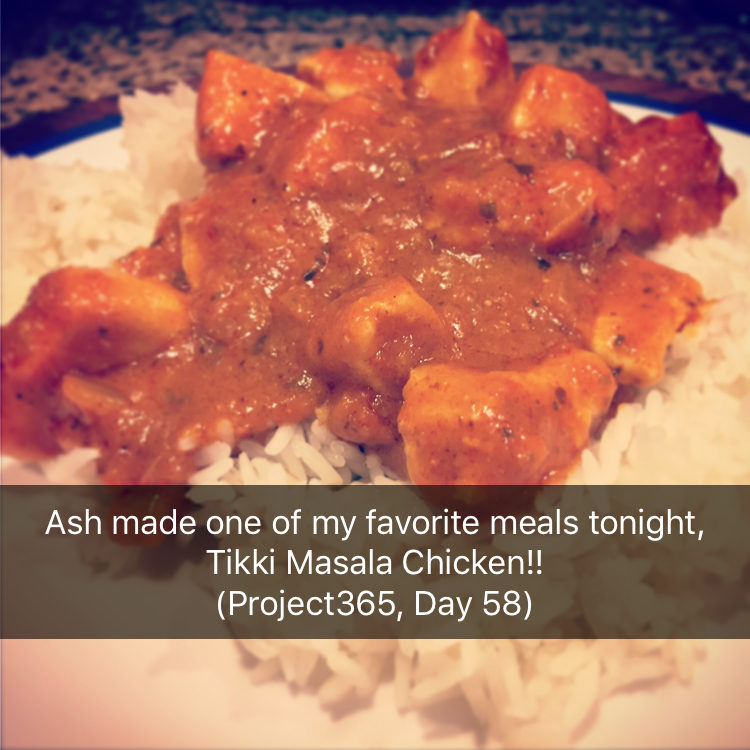 Ash made one of my favorite meals tonight,
Tikki Masala Chicken!!
(Project365, Day 58)